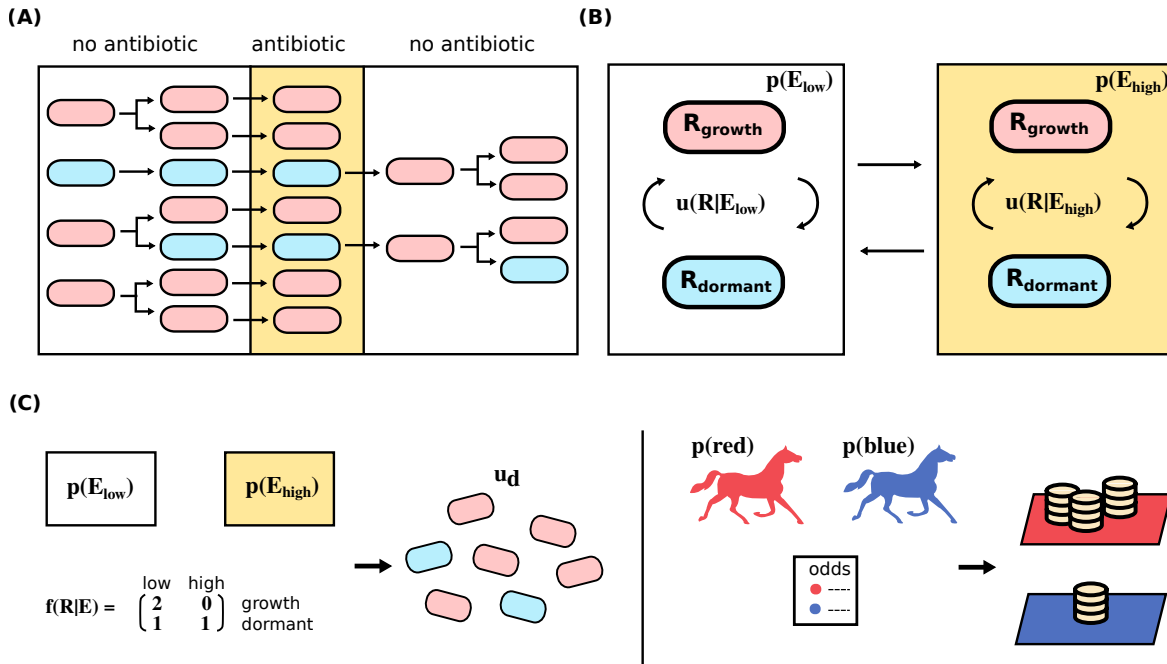 (A)
no antibiotic antibiotic no antibiotic
(B)
p(E_low)
R_growth
u(R|E_low)
R_dormant
p(E_high)
R_growth
u(R|E_high)
R_dormant
(C)
p(E_low)
p(E_high)
low high
f(R|E) = ( 2 0 ) growth
( 1 1 ) dormant
u_d
p(red) p(blue)
odds
----
----